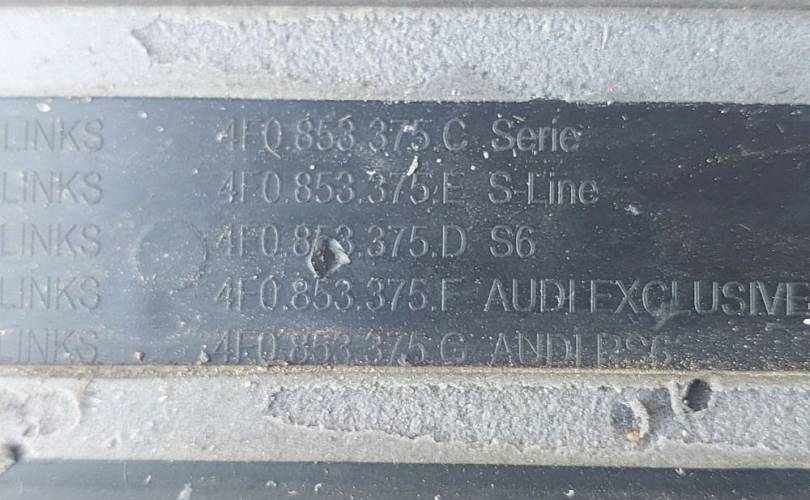 LINKS 4F0.853.375.C Serie
LINKS 4F0.853.375.E S-Line
LINKS 4F0.853.375.D S6
LINKS 4F0.853.375.F AUDI EXCLUSIVE
LINKS 4F0.853.375.G AUDI RS6